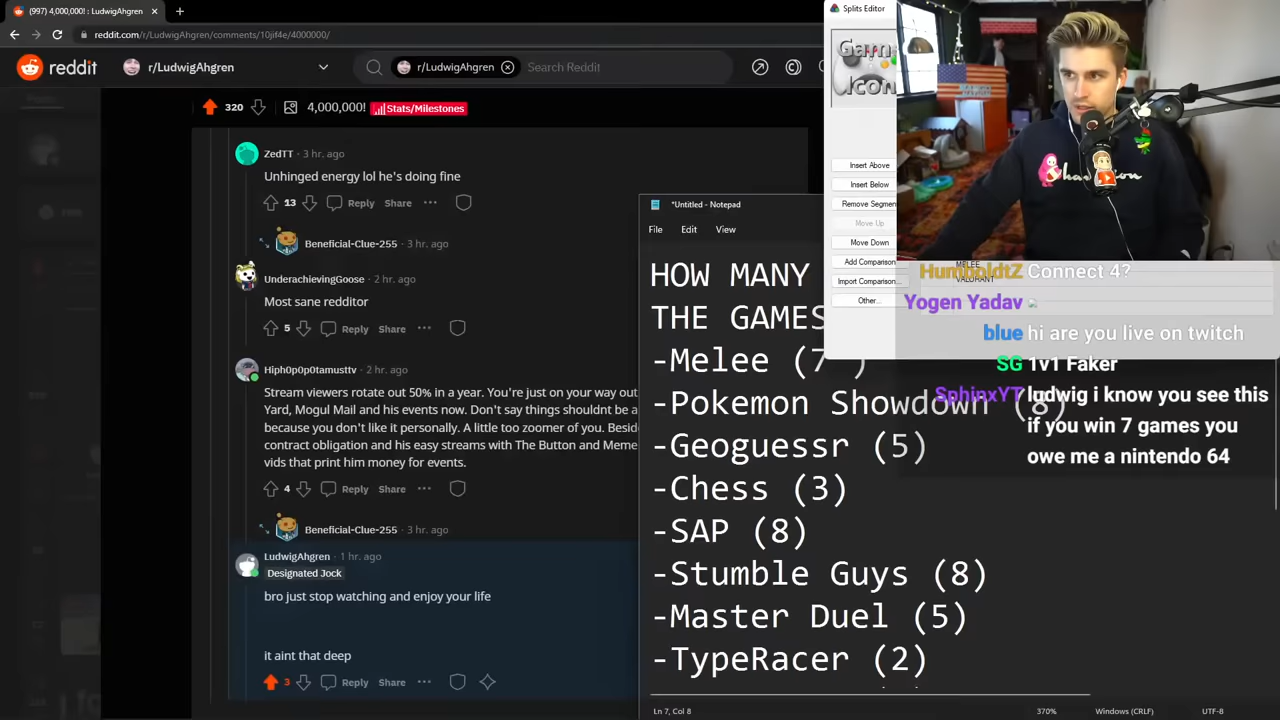 (997) 4,000,000! : LudwigAhgren
reddit.com/r/LudwigAhgren/comments/10jif4e/4000000/
reddit
r/LudwigAhgren
r/LudwigAhgren
Search Reddit
320
4,000,000!
Stats/Milestones
ZedTT · 3 hr. ago
Unhinged energy lol he's doing fine
13 Reply Share ···
Beneficial-Clue-255 · 3 hr. ago
2 hr. ago
Most sane redditor
5 Reply Share ···
2 hr. ago
Stream viewers rotate out 50% in a year. You're just on your way out
Yard, Mogul Mail and his events now. Don't say things shouldnt be a
because you don't like it personally. A little too zoomer of you. Besid
contract obligation and his easy streams with The Button and Meme
vids that print him money for events.
4 Reply Share ···
Beneficial-Clue-255 · 3 hr. ago
LudwigAhgren · 1 hr. ago
Designated Jock
bro just stop watching and enjoy your life
it aint that deep
3 Reply Share ···
*Untitled - Notepad
File Edit View
HOW MANY
THE GAMES
-Melee (7 )
-Pokemon Showdown (8)
-Geoguessr (5)
-Chess (3)
-SAP (8)
-Stumble Guys (8)
-Master Duel (5)
-TypeRacer (2)
Ln 7, Col 8
370%
Windows (CRLF)
UTF-8
Splits Editor
Game
Icon
Insert Above
Insert Below
Remove Segmen
Move Up
Move Down
Add Comparison
Import Comparison...
Other...
MELEE
VALORANT
HumboldtZ Connect 4?
Yogen Yadav
blue hi are you live on twitch
SG 1v1 Faker
SphinxYT ludwig i know you see this
if you win 7 games you
owe me a nintendo 64